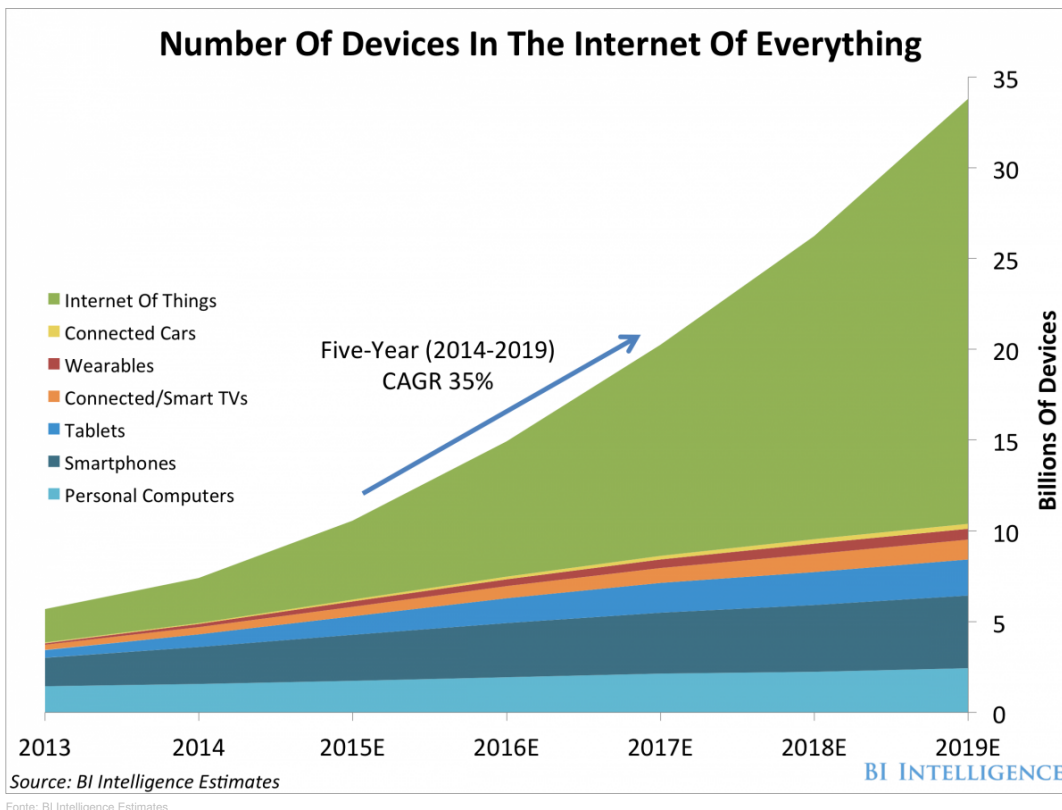 Number Of Devices In The Internet Of Everything
35
30
25
20
15
10
5
0
Billions Of Devices
Internet Of Things
Connected Cars
Wearables
Connected/Smart TVs
Tablets
Smartphones
Personal Computers
Five-Year (2014-2019)
CAGR 35%
2013 2014 2015E 2016E 2017E 2018E 2019E
Source: BI Intelligence Estimates
BI INTELLIGENCE
Fonte: BI Intelligence Estimates